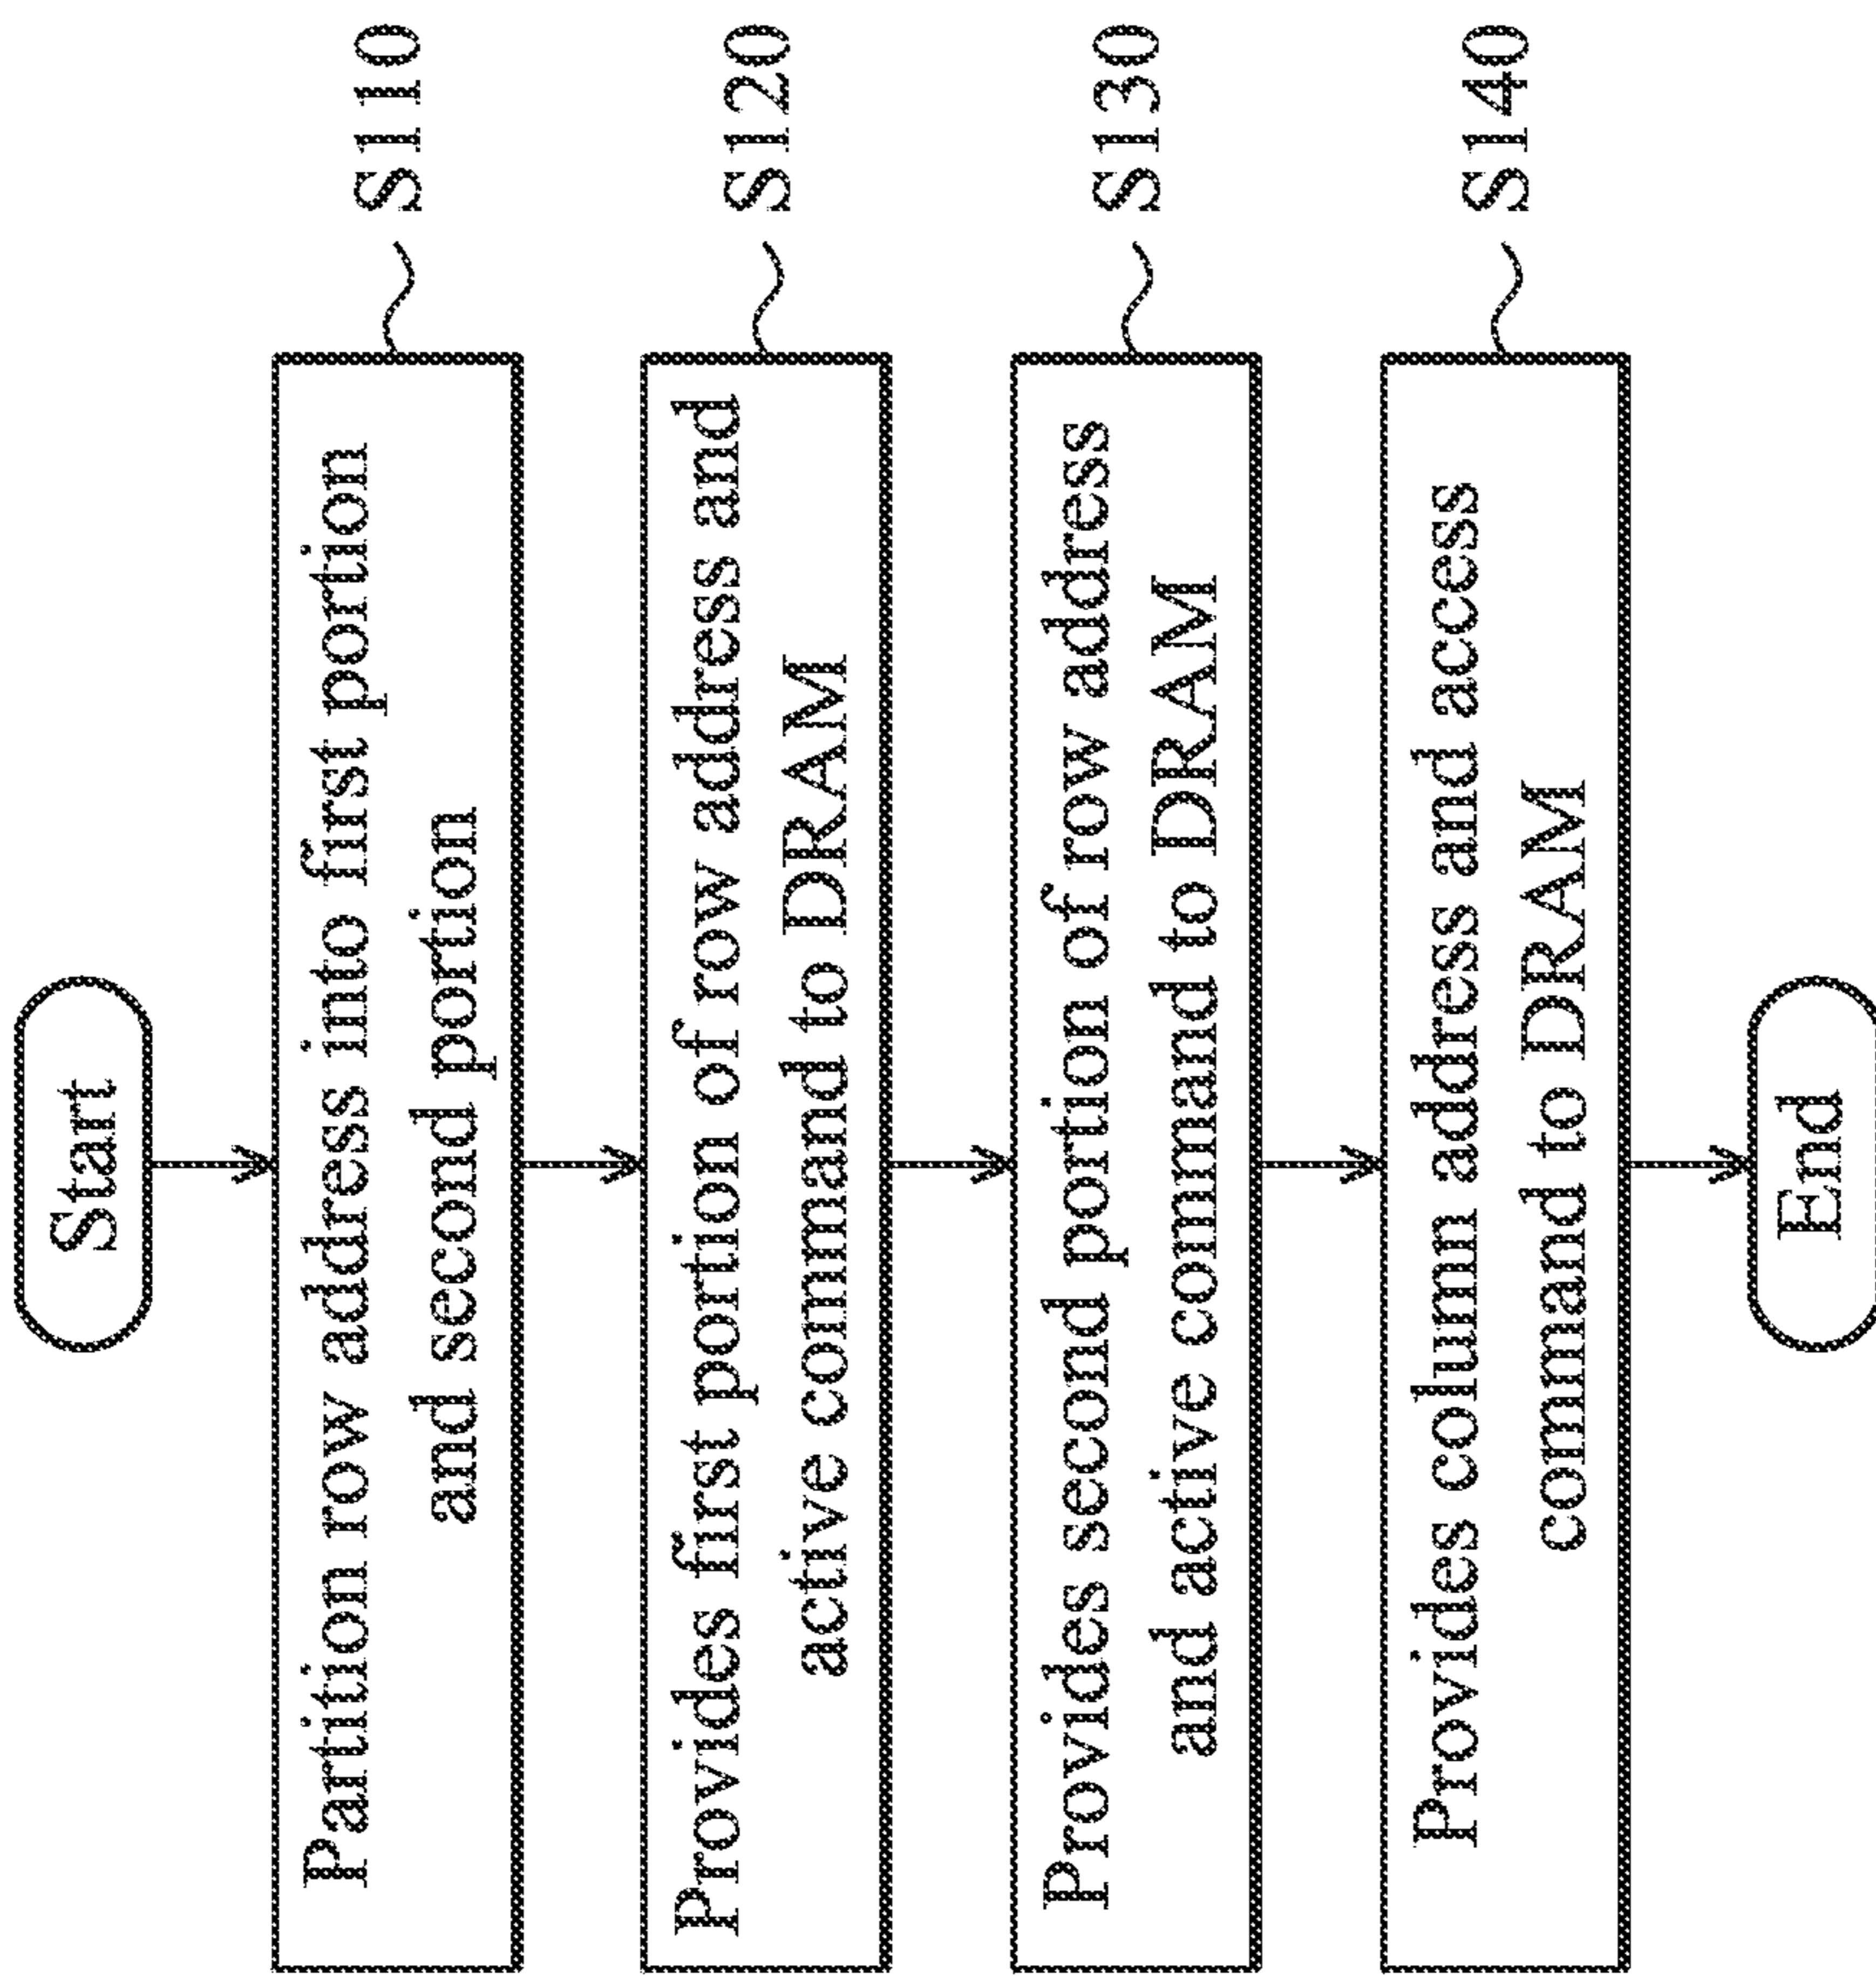 Start
Partition row address into first portion
and second portion
S110
Provides first portion of row address and
active command to DRAM
S120
Provides second portion of row address
and active command to DRAM
S130
Provides column address and access
command to DRAM
S140
End